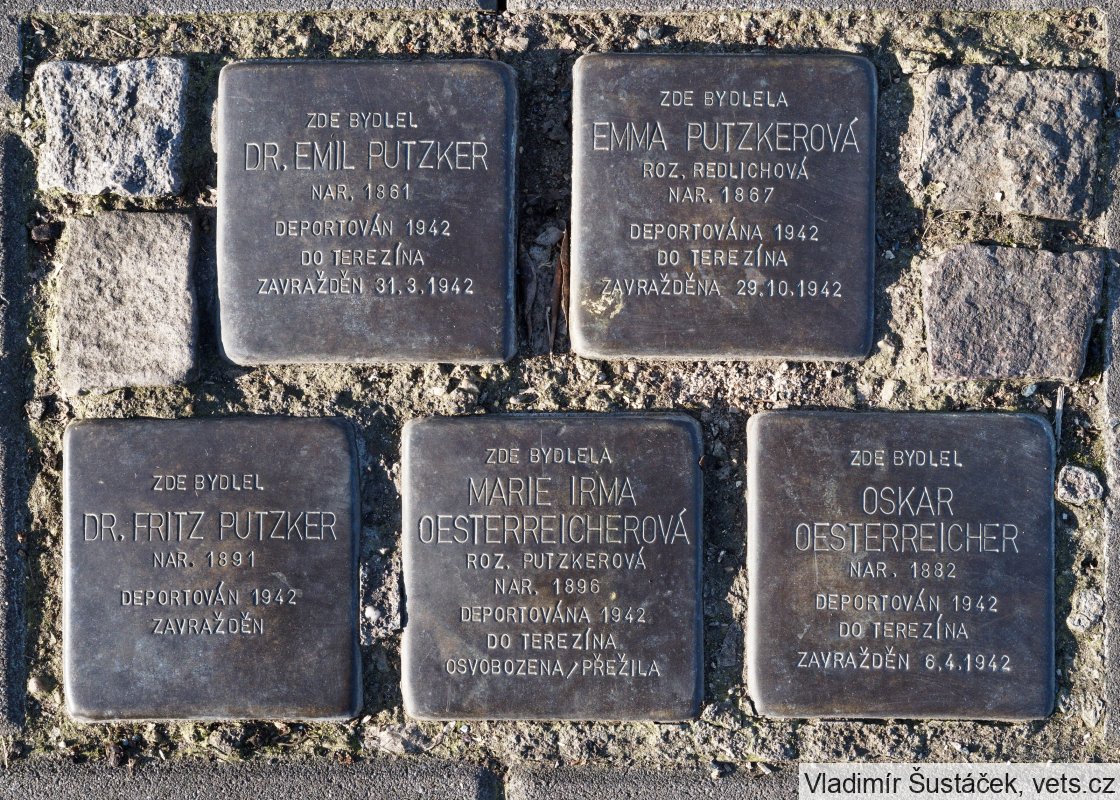 ZDE BYDLEL
DR. EMIL PUTZKER
NAR. 1861
DEPORTOVÁN 1942
DO TEREZÍNA
ZAVRAŽDĚN 31.3.1942
ZDE BYDLELA
EMMA PUTZKEROVÁ
ROZ. REDLICHOVÁ
NAR. 1867
DEPORTOVÁNA 1942
DO TEREZÍNA
ZAVRAŽDĚNA 29.10.1942
ZDE BYDLEL
DR. FRITZ PUTZKER
NAR. 1891
DEPORTOVÁN 1942
ZAVRAŽDĚN
ZDE BYDLELA
MARIE IRMA
OESTERREICHEROVÁ
ROZ. PUTZKEROVÁ
NAR. 1896
DEPORTOVÁNA 1942
DO TEREZÍNA
OSVOBOZENA/PŘEŽILA
ZDE BYDLEL
OSKAR
OESTERREICHER
NAR. 1882
DEPORTOVÁN 1942
DO TEREZÍNA
ZAVRAŽDĚN 6.4.1942
Vladimír Šustáček, vets.cz